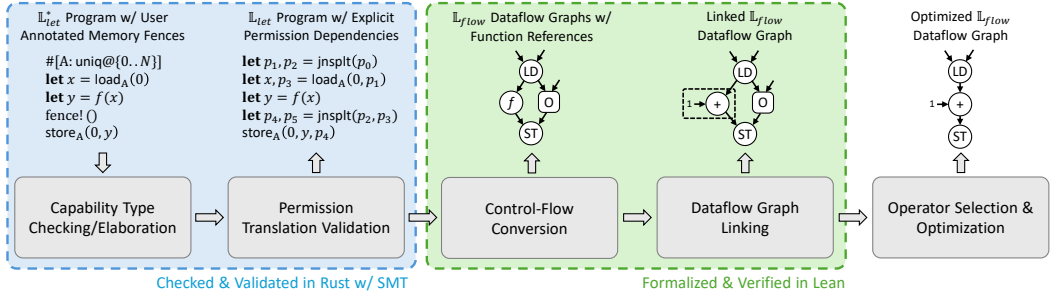 𝕃*let Program w/ User
Annotated Memory Fences
#[A: uniq@{0..N}]
let x = loadA(0)
let y = f(x)
fence! ()
storeA(0, y)
𝕃let Program w/ Explicit
Permission Dependencies
let p1, p2 = jnsplt(p0)
let x, p3 = loadA(0, p1)
let y = f(x)
let p4, p5 = jnsplt(p2, p3)
storeA(0, y, p4)
𝕃flow Dataflow Graphs w/
Function References
LD
f
O
ST
Linked 𝕃flow
Dataflow Graph
LD
1
+
O
ST
Optimized 𝕃flow
Dataflow Graph
LD
1
+
ST
Capability Type
Checking/Elaboration
Permission
Translation Validation
Control-Flow
Conversion
Dataflow Graph
Linking
Operator Selection &
Optimization
Checked & Validated in Rust w/ SMT
Formalized & Verified in Lean